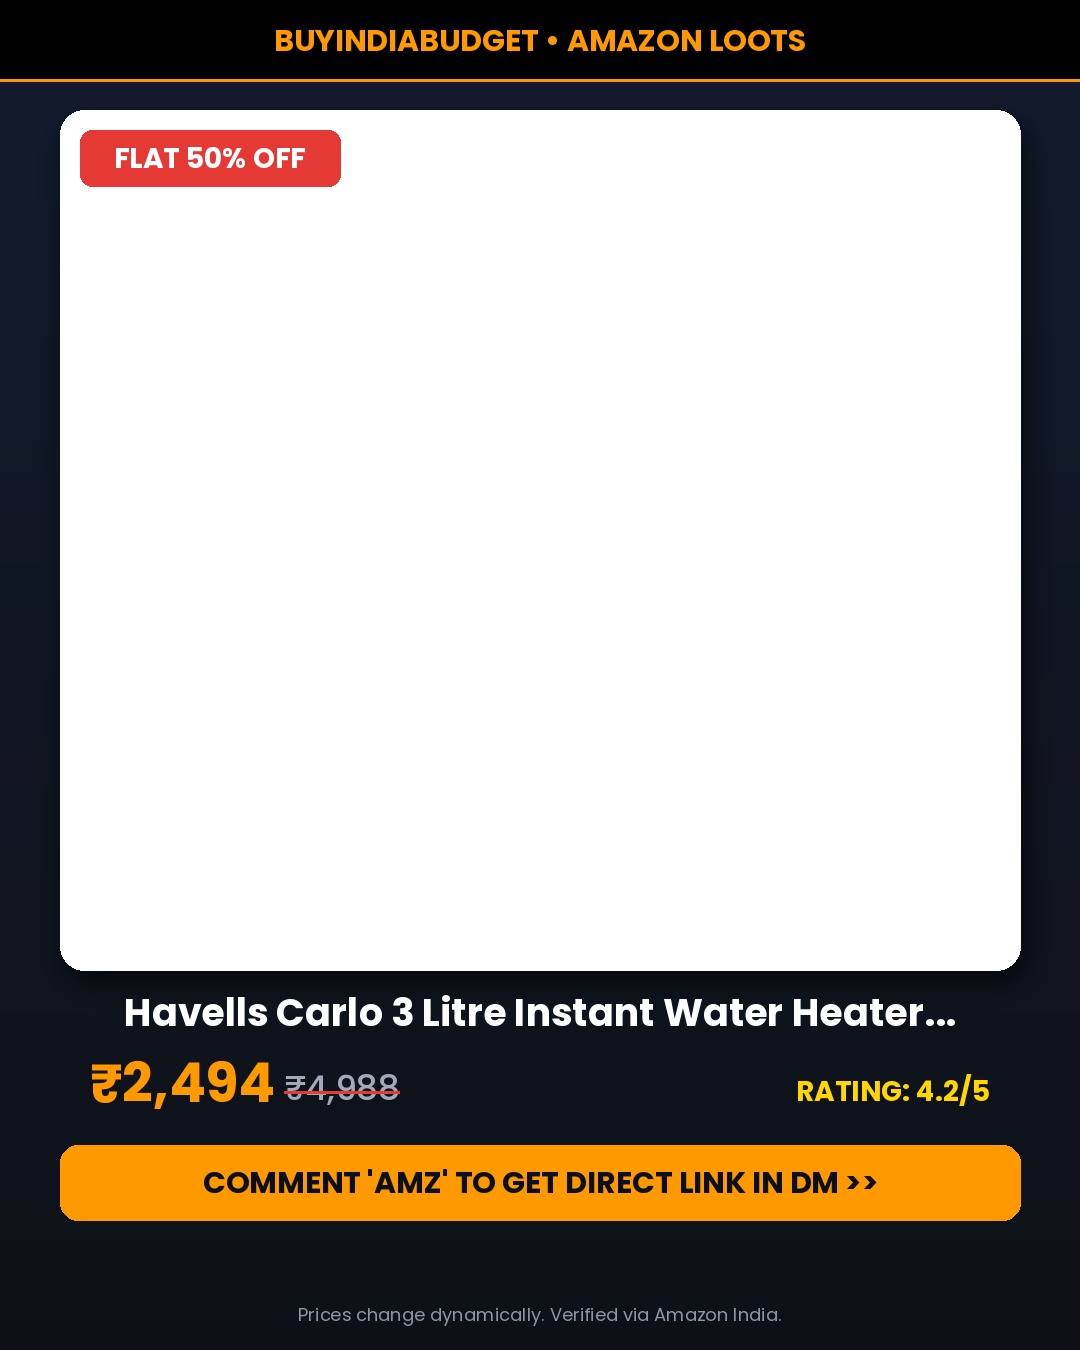 BUYINDIABUDGET • AMAZON LOOTS
FLAT 50% OFF
Havells Carlo 3 Litre Instant Water Heater...
₹2,494 ₹4,988
RATING: 4.2/5
COMMENT 'AMZ' TO GET DIRECT LINK IN DM >>
Prices change dynamically. Verified via Amazon India.